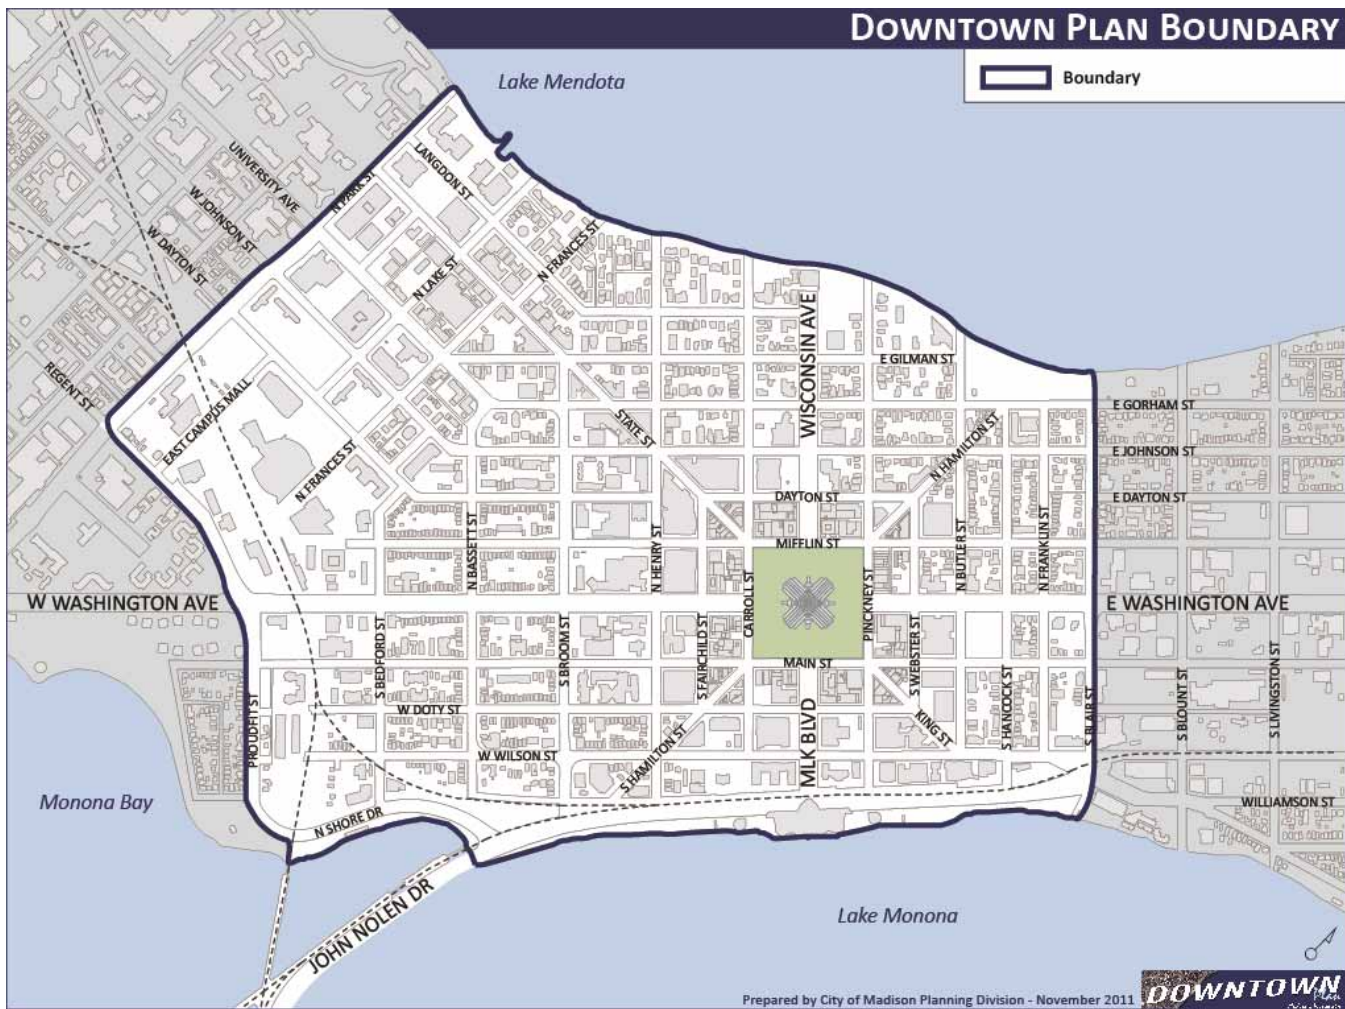 DOWNTOWN PLAN BOUNDARY
Boundary
Lake Mendota
UNIVERSITY AVE
W JOHNSON ST
W DAYTON ST
REGENT ST
N PARK ST
LANGDON ST
N FRANCES ST
N LAKE ST
WISCONSIN AVE
E GILMAN ST
EAST CAMPUS MALL
N FRANCES ST
STATE ST
N HAMILTON ST
E GORHAM ST
E JOHNSON ST
E DAYTON ST
DAYTON ST
MIFFLIN ST
N BASSETT ST
N HENRY ST
CARROLL ST
PINCKNEY ST
N BUTLER ST
N FRANKLIN ST
W WASHINGTON AVE
E WASHINGTON AVE
S BEDFORD ST
S BROOM ST
S FAIRCHILD ST
MAIN ST
S WEBSTER ST
S HANCOCK ST
S BLAIR ST
S BLOUNT ST
S LIVINGSTON ST
PROUDFIT ST
W DOTY ST
W WILSON ST
S HAMILTON ST
MLK BLVD
KING ST
WILLIAMSON ST
Monona Bay
N SHORE DR
JOHN NOLEN DR
Lake Monona
Prepared by City of Madison Planning Division - November 2011
DOWNTOWN
Plan